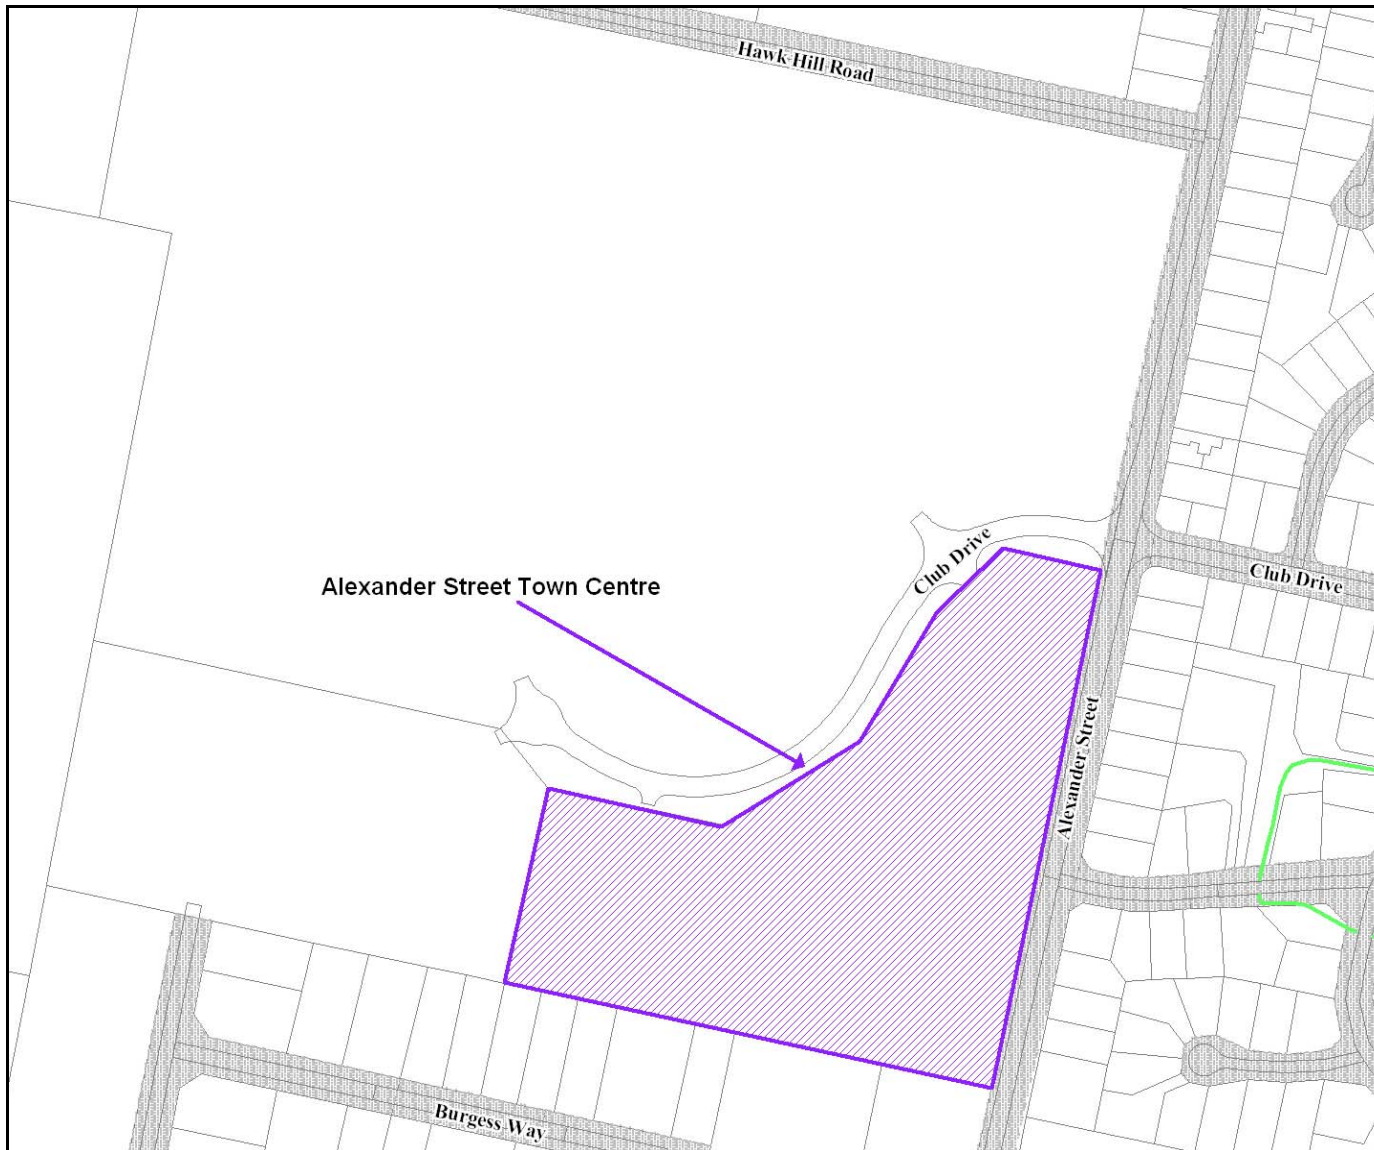 Hawk Hill Road
Club Drive
Club Drive
Alexander Street Town Centre
Alexander Street
Burgess Way